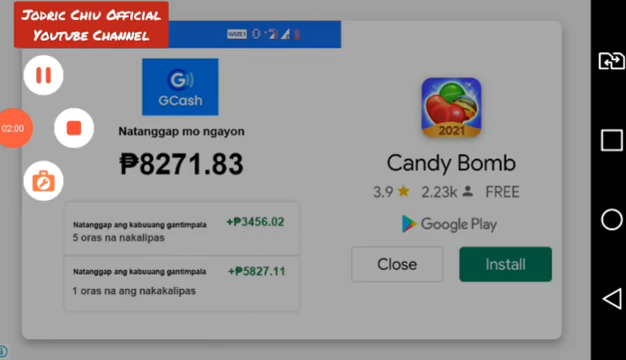 Jodric Chiu Official
Youtube Channel
GCash
Natanggap mo ngayon
₱8271.83
Natanggap ang kabuuang gantimpala +₱3456.02
5 oras na nakalipas
Natanggap ang kabuuang gantimpala +₱5827.11
1 oras na ang nakakalipas
02:00
2021
Candy Bomb
3.9 2.23k FREE
Google Play
Close Install